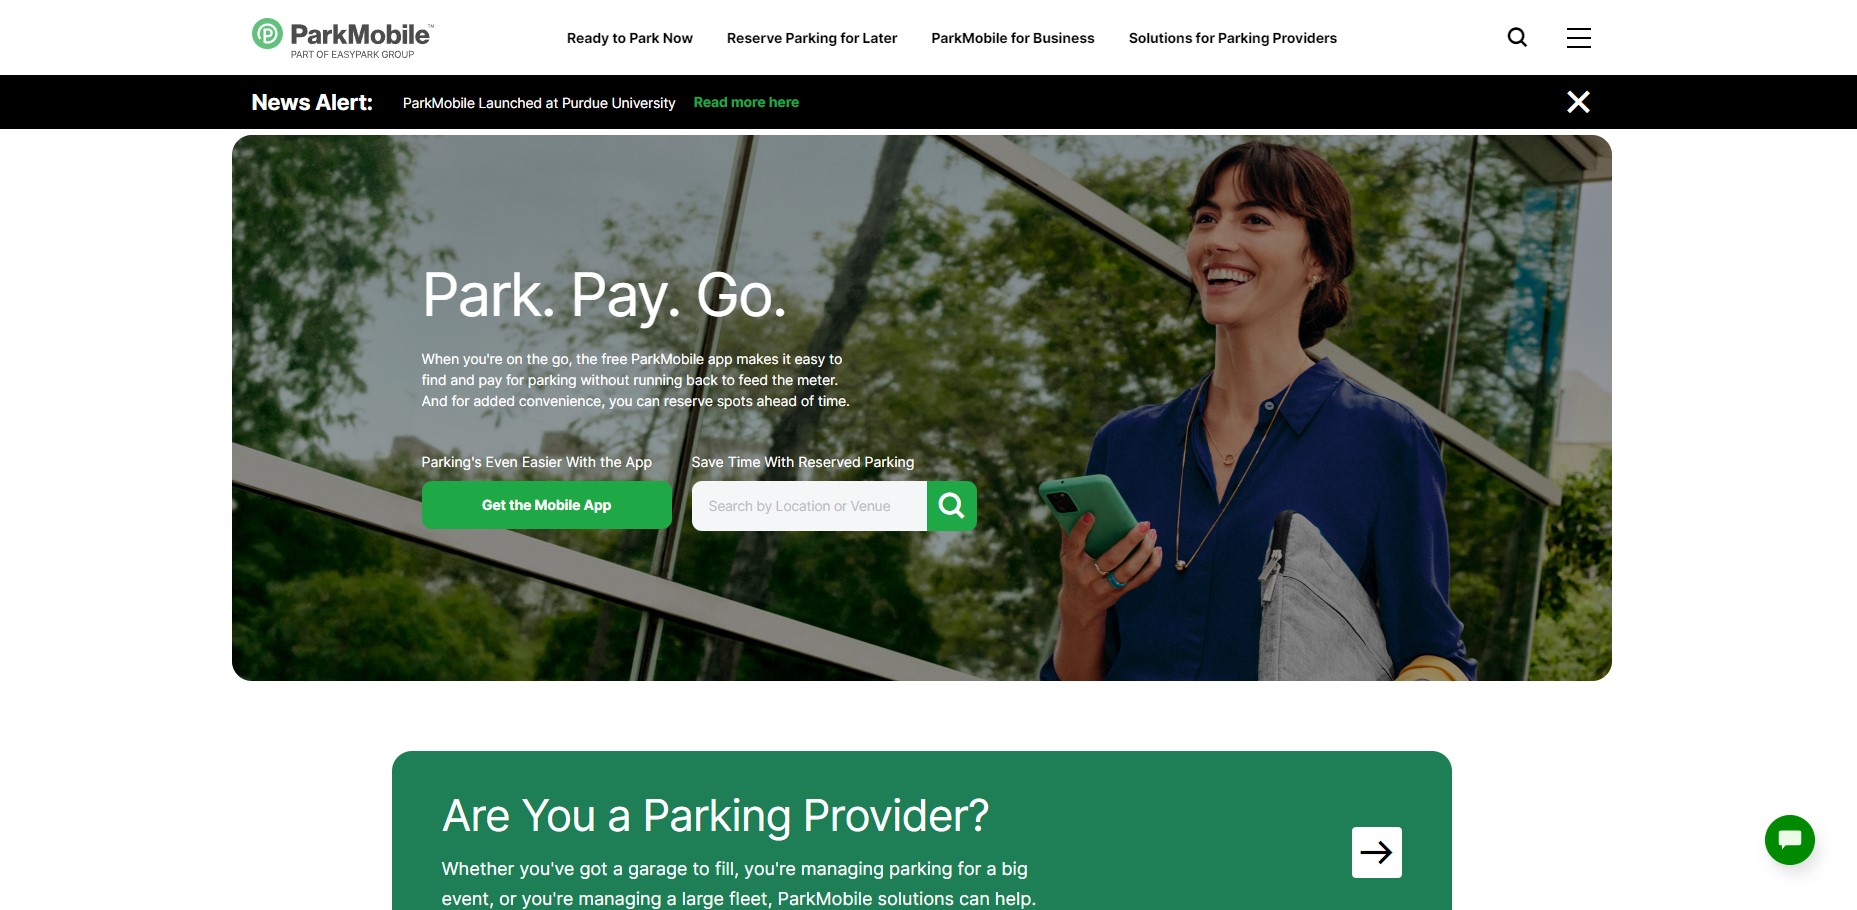 ParkMobile™
PART OF EASYPARK GROUP
Ready to Park Now
Reserve Parking for Later
ParkMobile for Business
Solutions for Parking Providers
News Alert:
ParkMobile Launched at Purdue University
Read more here
Park. Pay. Go.
When you're on the go, the free ParkMobile app makes it easy to
find and pay for parking without running back to feed the meter.
And for added convenience, you can reserve spots ahead of time.
Parking's Even Easier With the App
Get the Mobile App
Save Time With Reserved Parking
Search by Location or Venue
Are You a Parking Provider?
Whether you've got a garage to fill, you're managing parking for a big
event, or you're managing a large fleet, ParkMobile solutions can help.